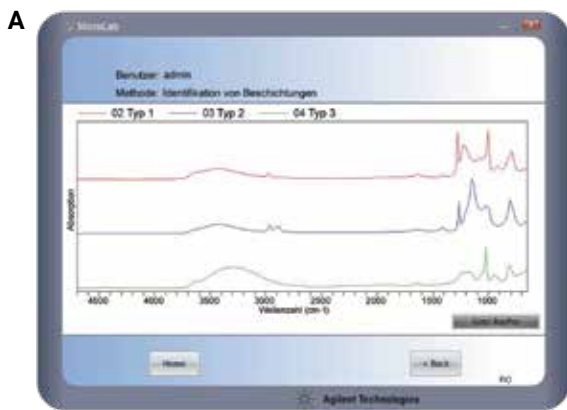 A
MicroLab
Benutzer: admin
Methode: Identifikation von Beschichtungen
02 Typ 1 03 Typ 2 04 Typ 3
Absorption
4500 4000 3500 3000 2500 2000 1500 1000
Wellenzahl (cm-1)
Home
< Back
Agilent Technologies